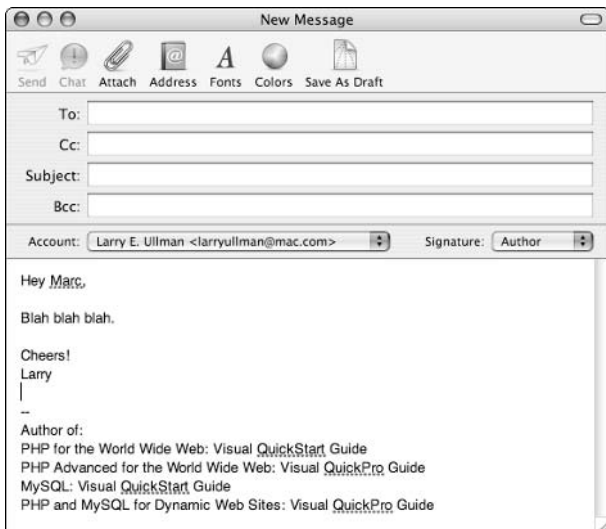 New Message
Send Chat Attach Address Fonts Colors Save As Draft
To:
Cc:
Subject:
Bcc:
Account: Larry E. Ullman <larryullman@mac.com> Signature: Author
Hey Marc,
Blah blah blah.
Cheers!
Larry
--
Author of:
PHP for the World Wide Web: Visual QuickStart Guide
PHP Advanced for the World Wide Web: Visual QuickPro Guide
MySQL: Visual QuickStart Guide
PHP and MySQL for Dynamic Web Sites: Visual QuickPro Guide